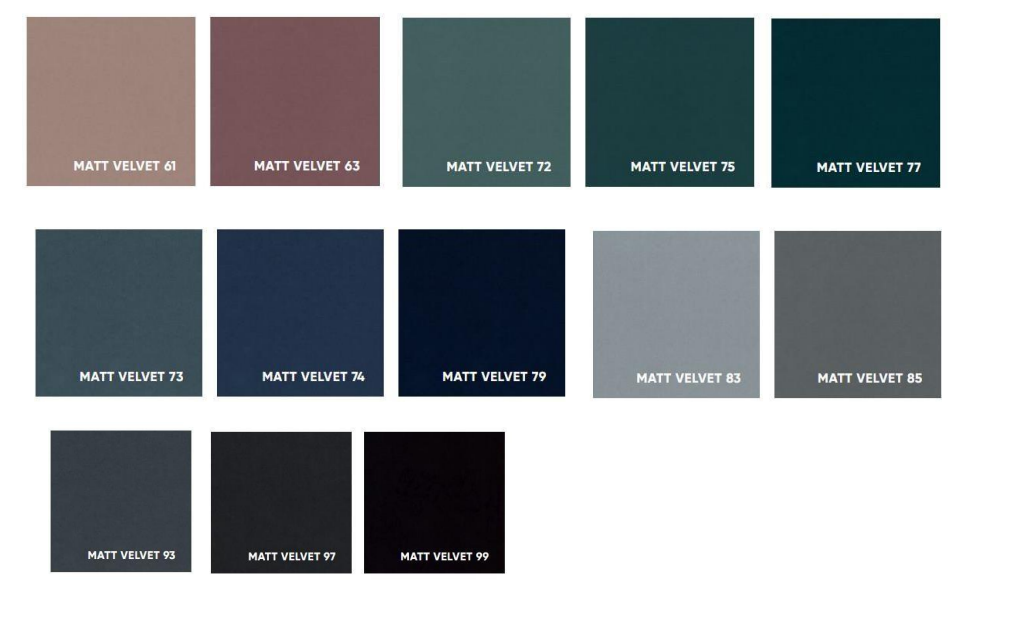 MATT VELVET 61
MATT VELVET 63
MATT VELVET 72
MATT VELVET 75
MATT VELVET 77
MATT VELVET 73
MATT VELVET 74
MATT VELVET 79
MATT VELVET 83
MATT VELVET 85
MATT VELVET 93
MATT VELVET 97
MATT VELVET 99